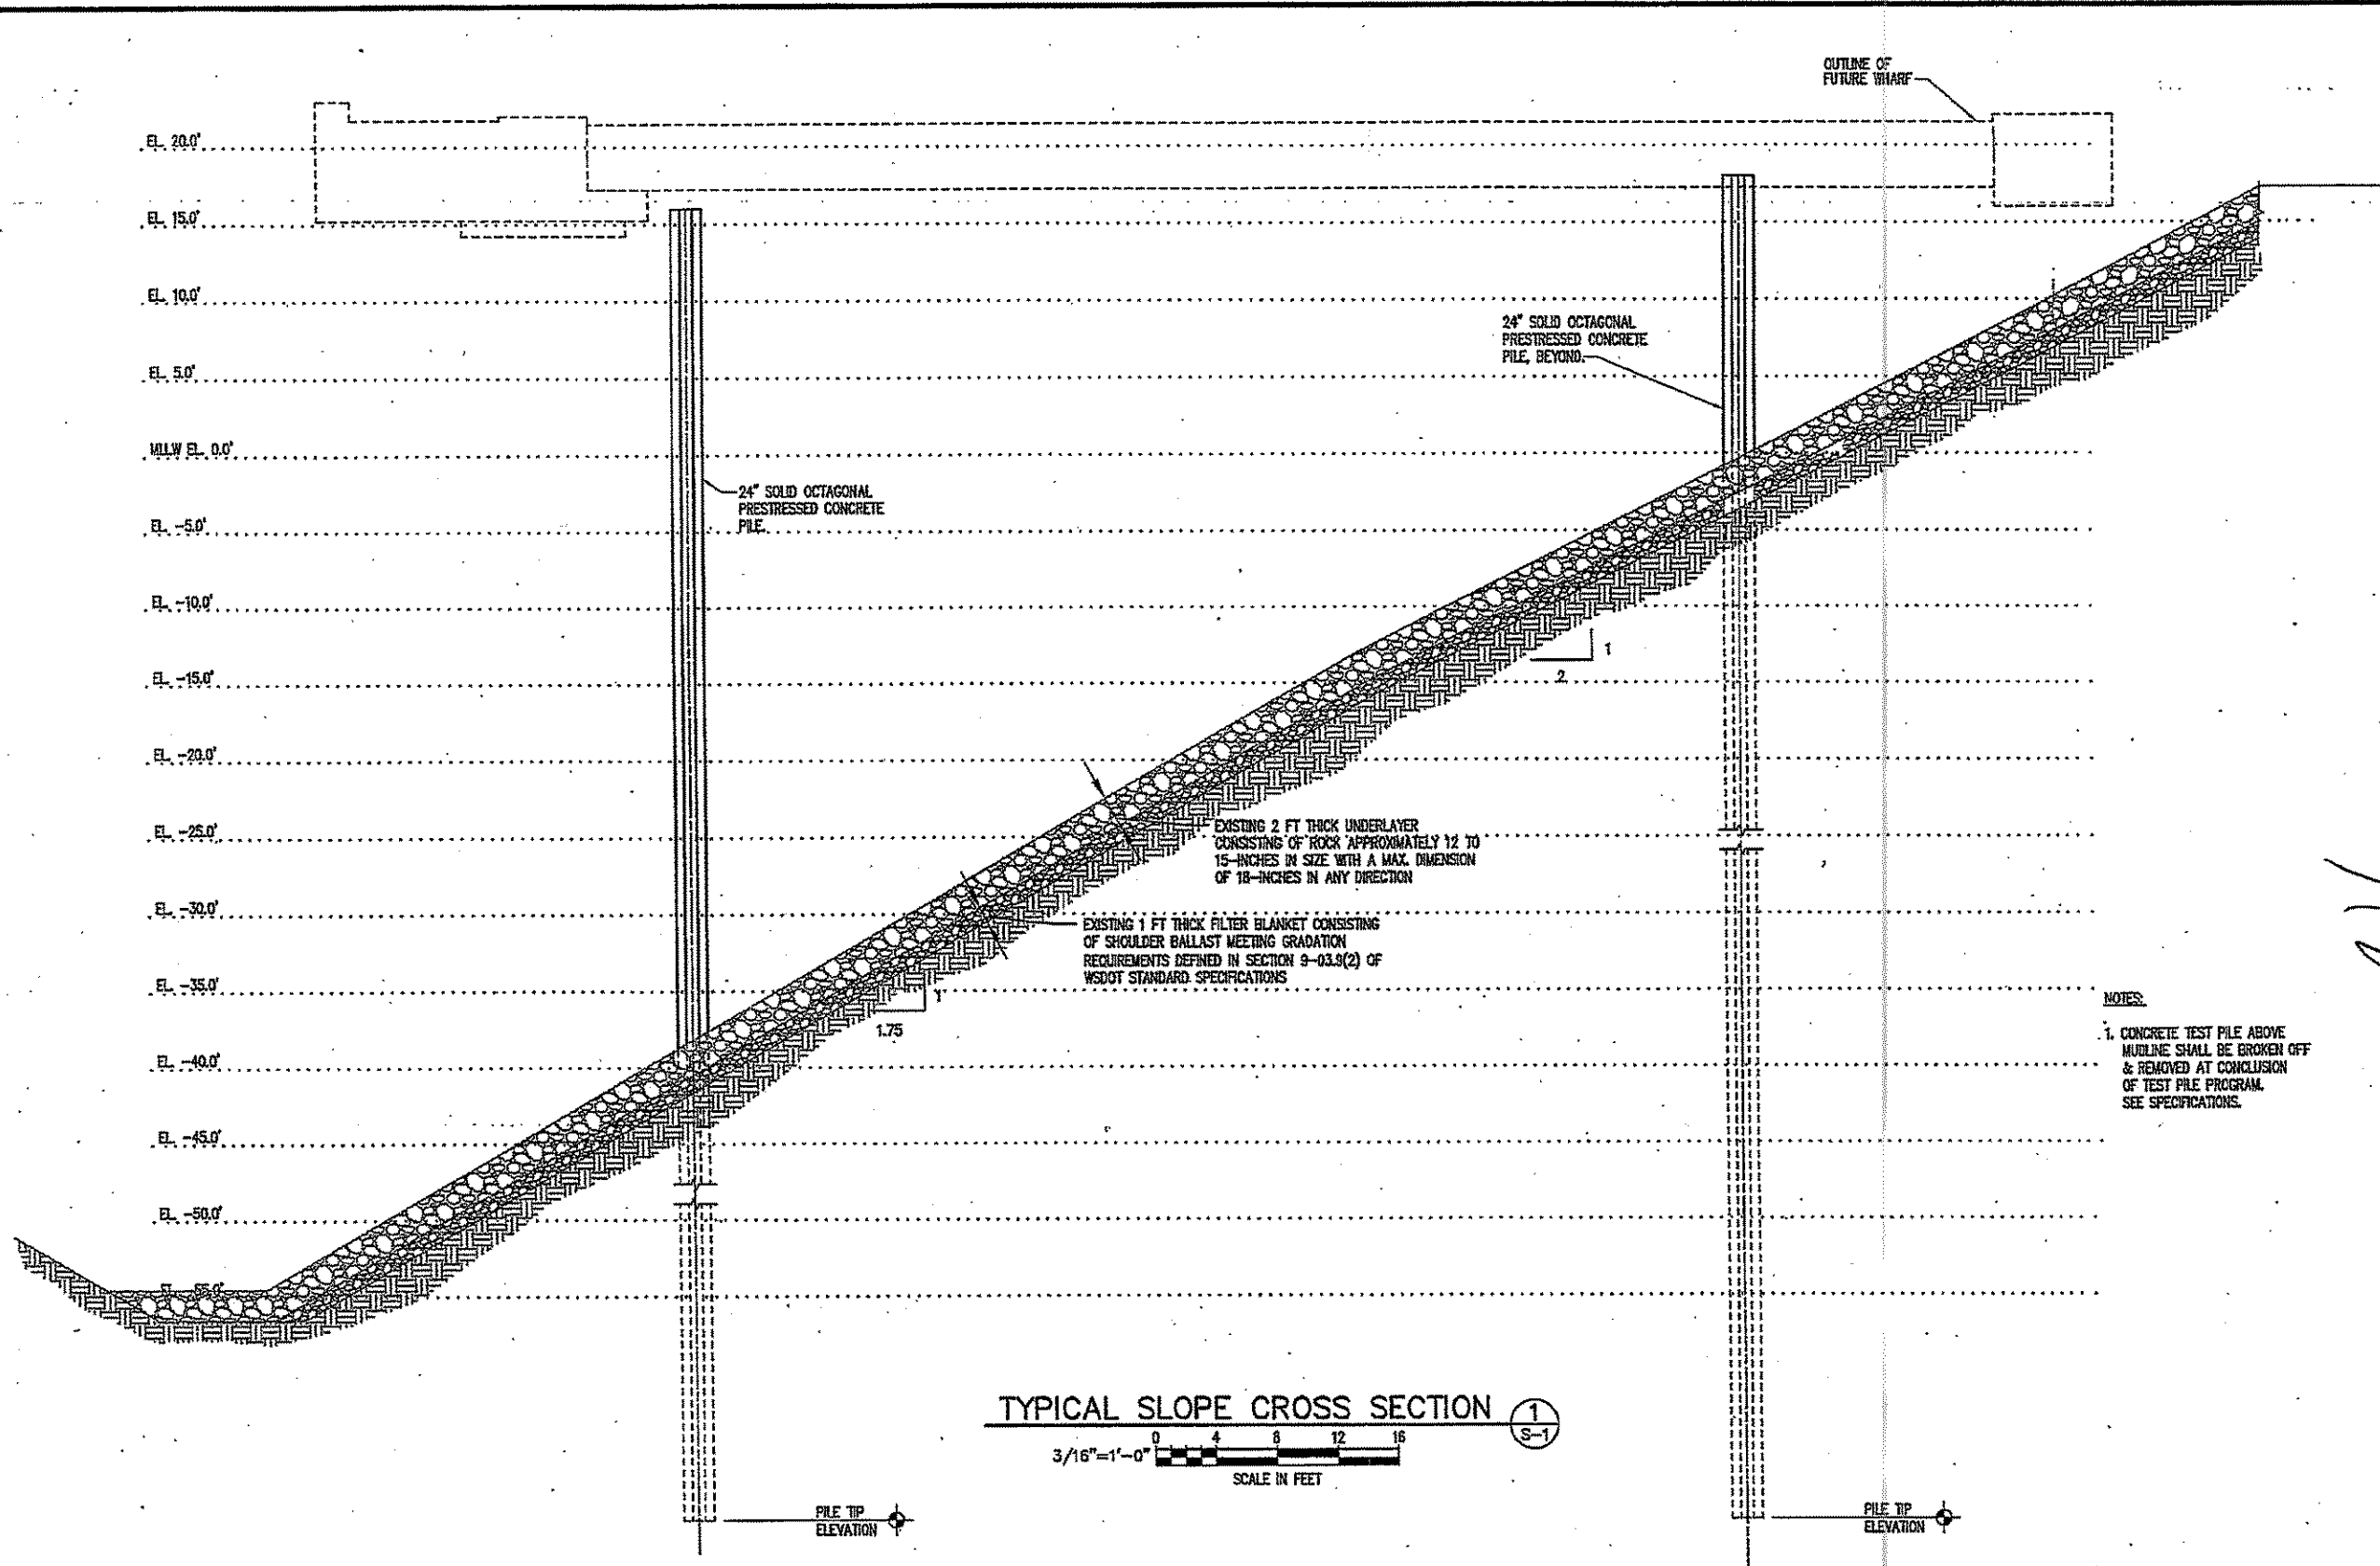 OUTLINE OF
FUTURE WHARF
EL. 20.0'
EL. 15.0'
EL. 10.0'
24" SOLID OCTAGONAL
PRESTRESSED CONCRETE
PILE, BEYOND.
EL. 5.0'
MLLW EL. 0.0'
24" SOLID OCTAGONAL
PRESTRESSED CONCRETE
PILE.
EL. -5.0'
EL. -10.0'
1
2
EL. -15.0'
EL. -20.0'
EL. -25.0'
EXISTING 2 FT THICK UNDERLAYER
CONSISTING OF ROCK APPROXIMATELY 12 TO
15-INCHES IN SIZE WITH A MAX. DIMENSION
OF 18-INCHES IN ANY DIRECTION
EL. -30.0'
EXISTING 1 FT THICK FILTER BLANKET CONSISTING
OF SHOULDER BALLAST MEETING GRADATION
REQUIREMENTS DEFINED IN SECTION 9-03.9(2) OF
WSDOT STANDARD SPECIFICATIONS
EL. -35.0'
1
1.75
NOTES:
1. CONCRETE TEST PILE ABOVE
MUDLINE SHALL BE BROKEN OFF
& REMOVED AT CONCLUSION
OF TEST PILE PROGRAM.
SEE SPECIFICATIONS.
EL. -40.0'
EL. -45.0'
EL. -50.0'
EL. -55.0'
TYPICAL SLOPE CROSS SECTION
1
S-1
0 4 8 12 16
3/16"=1'-0"
SCALE IN FEET
PILE TIP
ELEVATION
PILE TIP
ELEVATION